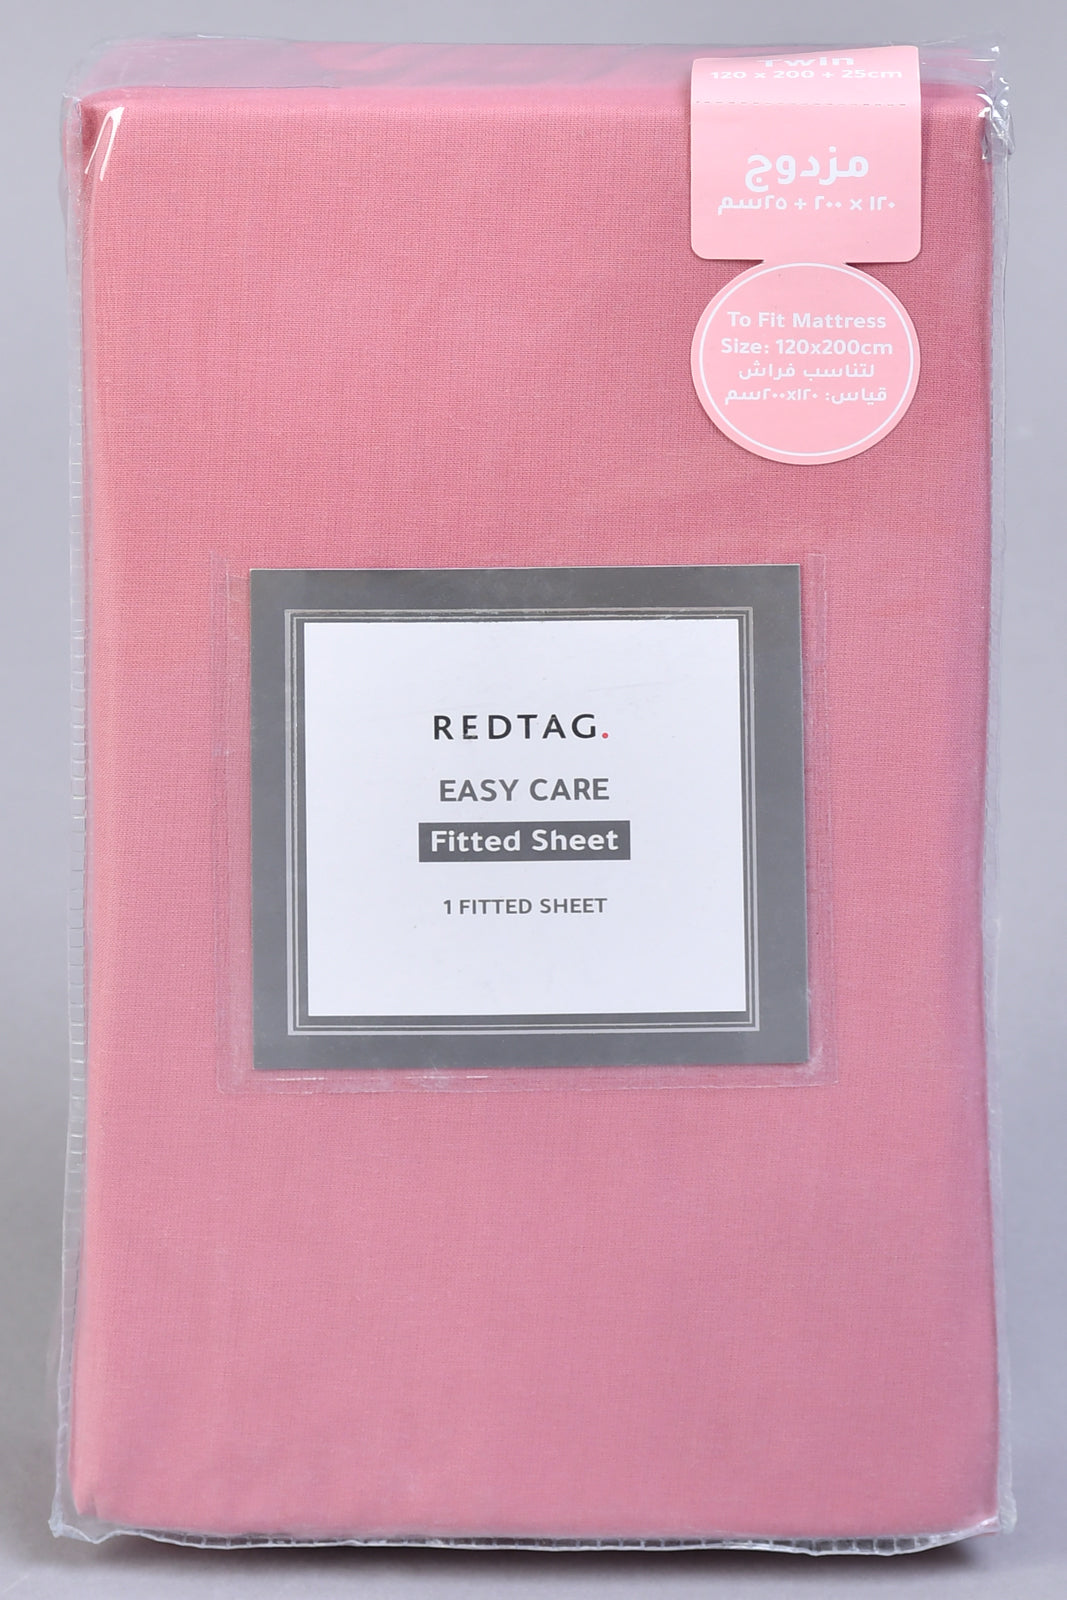 Twin
120 x 200 + 25cm
مزدوج
١٢٠ x ٢٠٠ + ٢٥سم
To Fit Mattress
Size: 120x200cm
لتناسب فراش
قياس: ١٢٠x٢٠٠سم
REDTAG.
EASY CARE
Fitted Sheet
1 FITTED SHEET